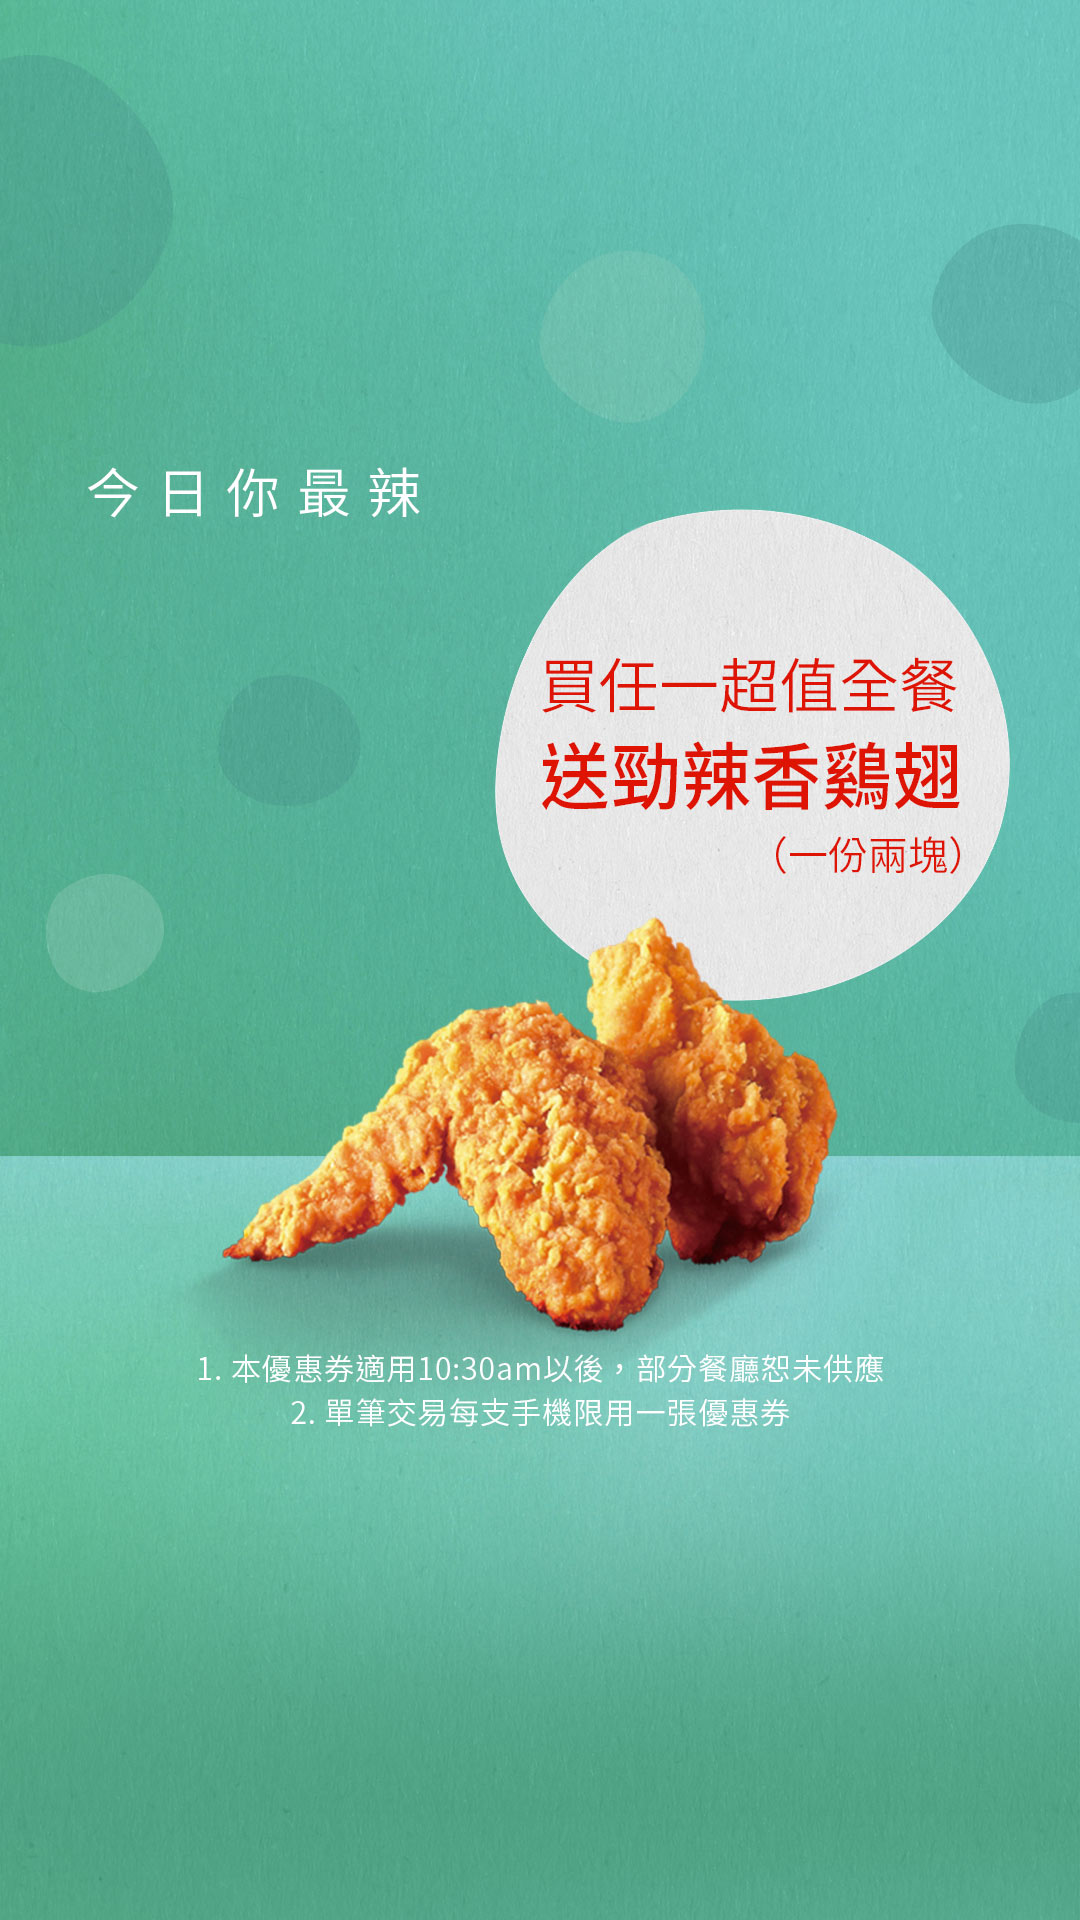 今日你最辣
買任一超值全餐
送勁辣香鷄翅
（一份兩塊）
1. 本優惠券適用10:30am以後，部分餐廳恕未供應
2. 單筆交易每支手機限用一張優惠券